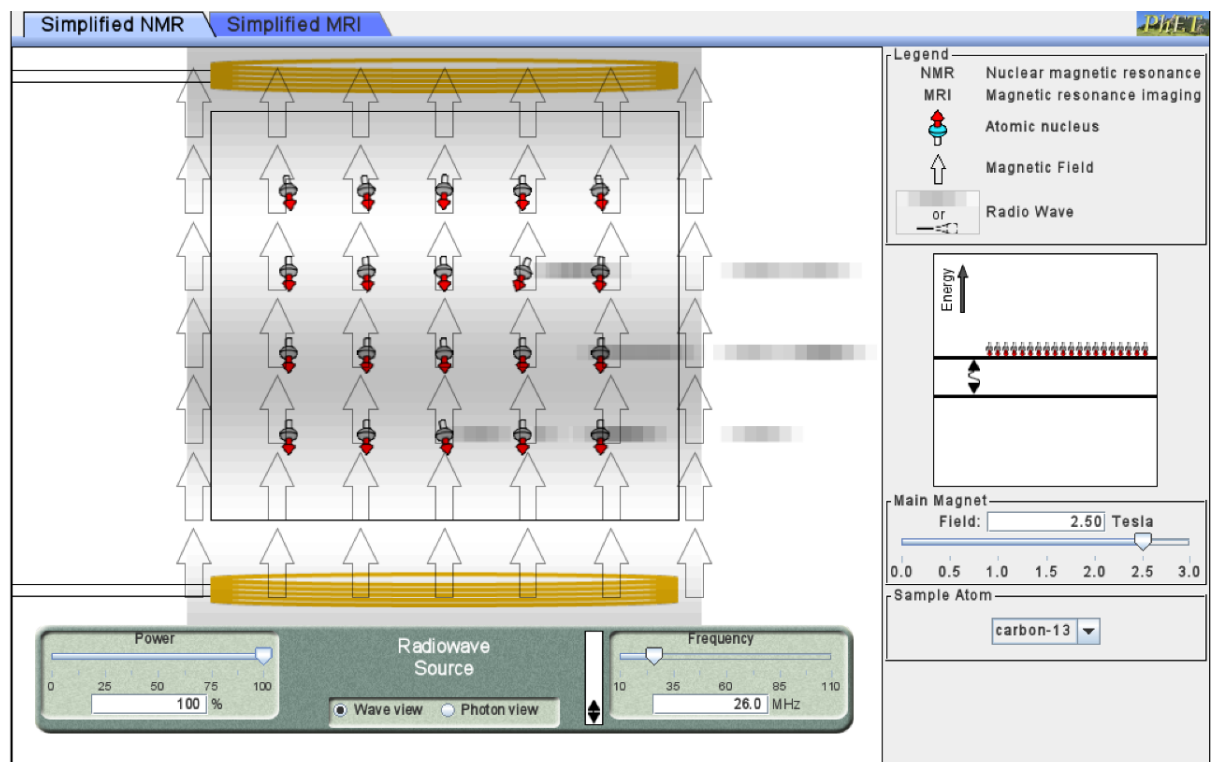 Simplified NMR
Simplified MRI
PhET
Legend
NMR Nuclear magnetic resonance
MRI Magnetic resonance imaging
Atomic nucleus
Magnetic Field
or
Radio Wave
Energy
Main Magnet
Field: 2.50 Tesla
0.0 0.5 1.0 1.5 2.0 2.5 3.0
Sample Atom
carbon-13
Power
0 25 50 75 100
100 %
Radiowave
Source
Wave view Photon view
Frequency
10 35 60 85 110
26.0 MHz